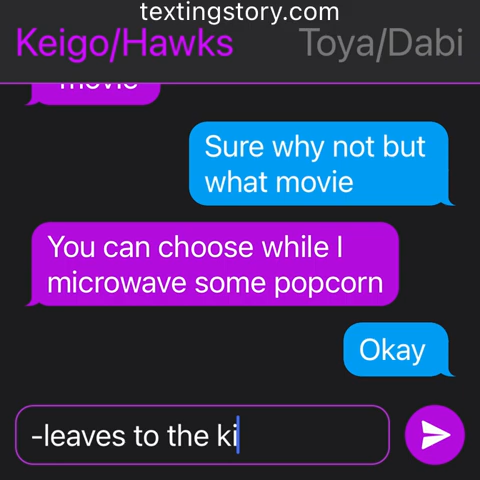 textingstory.com
Keigo/Hawks Toya/Dabi
movie
Sure why not but
what movie
You can choose while I
microwave some popcorn
Okay
-leaves to the ki